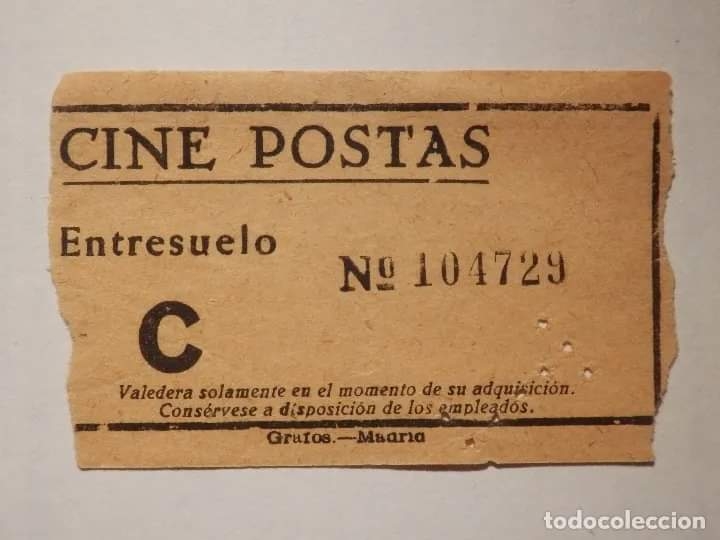 CINE POSTAS
Entresuelo
Nº 104729
C
Valedera solamente en el momento de su adquisición.
Consérvese a disposición de los empleados.
Grafos.—Madrid
todocoleccion